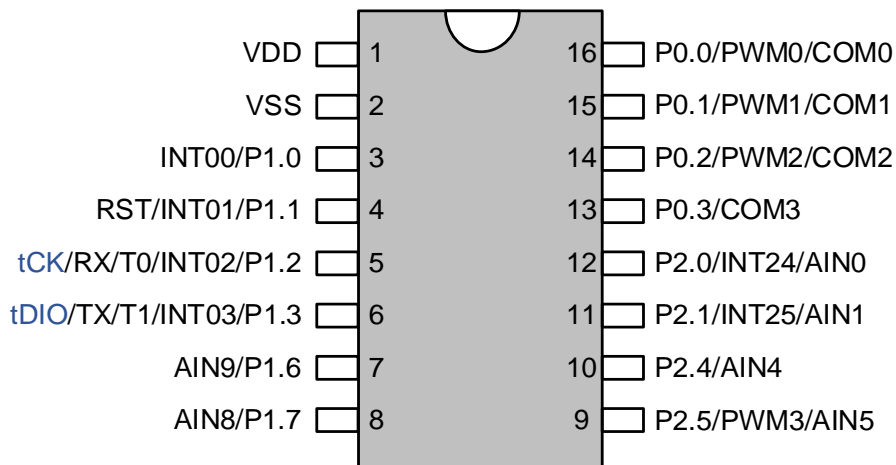 VDD 1 16 P0.0/PWM0/COM0
VSS 2 15 P0.1/PWM1/COM1
INT00/P1.0 3 14 P0.2/PWM2/COM2
RST/INT01/P1.1 4 13 P0.3/COM3
tCK/RX/T0/INT02/P1.2 5 12 P2.0/INT24/AIN0
tDIO/TX/T1/INT03/P1.3 6 11 P2.1/INT25/AIN1
AIN9/P1.6 7 10 P2.4/AIN4
AIN8/P1.7 8 9 P2.5/PWM3/AIN5